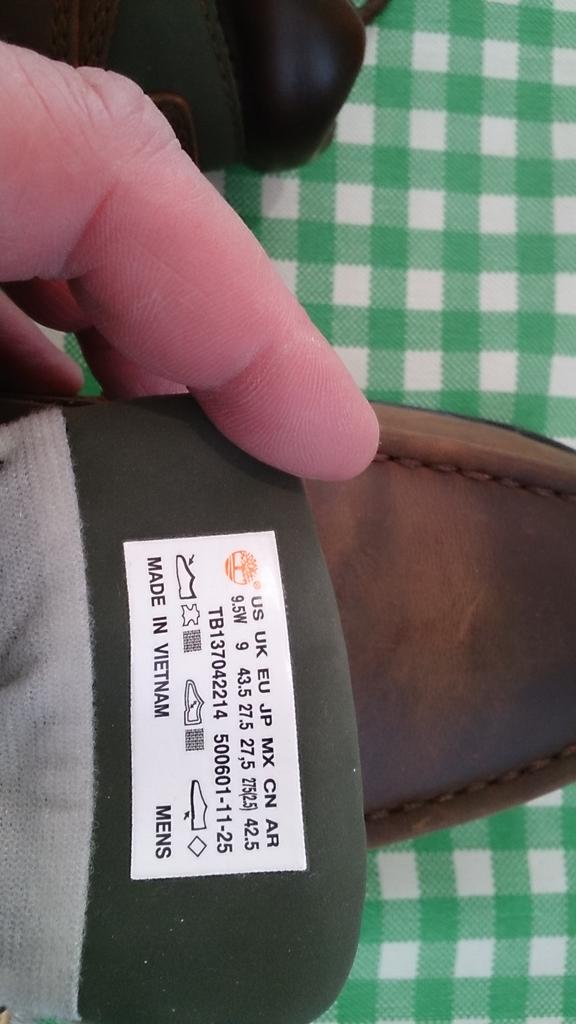 US UK EU JP MX CN AR
9.5W 9 43.5 27.5 27,5 275(2.5) 42.5
TB137042214 500601-11-25
MENS
MADE IN VIETNAM